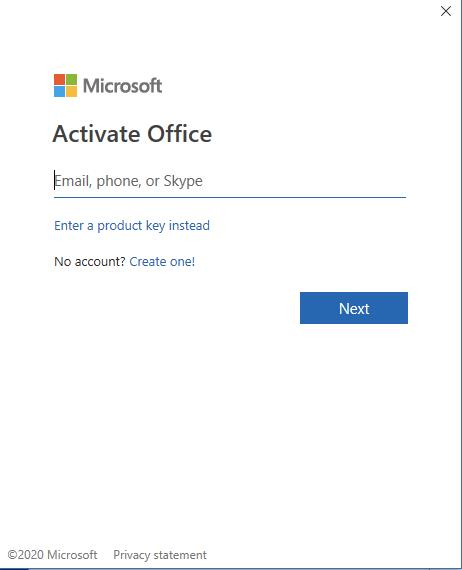 Microsoft
Activate Office
Email, phone, or Skype
Enter a product key instead
No account? Create one!
Next
©2020 Microsoft Privacy statement